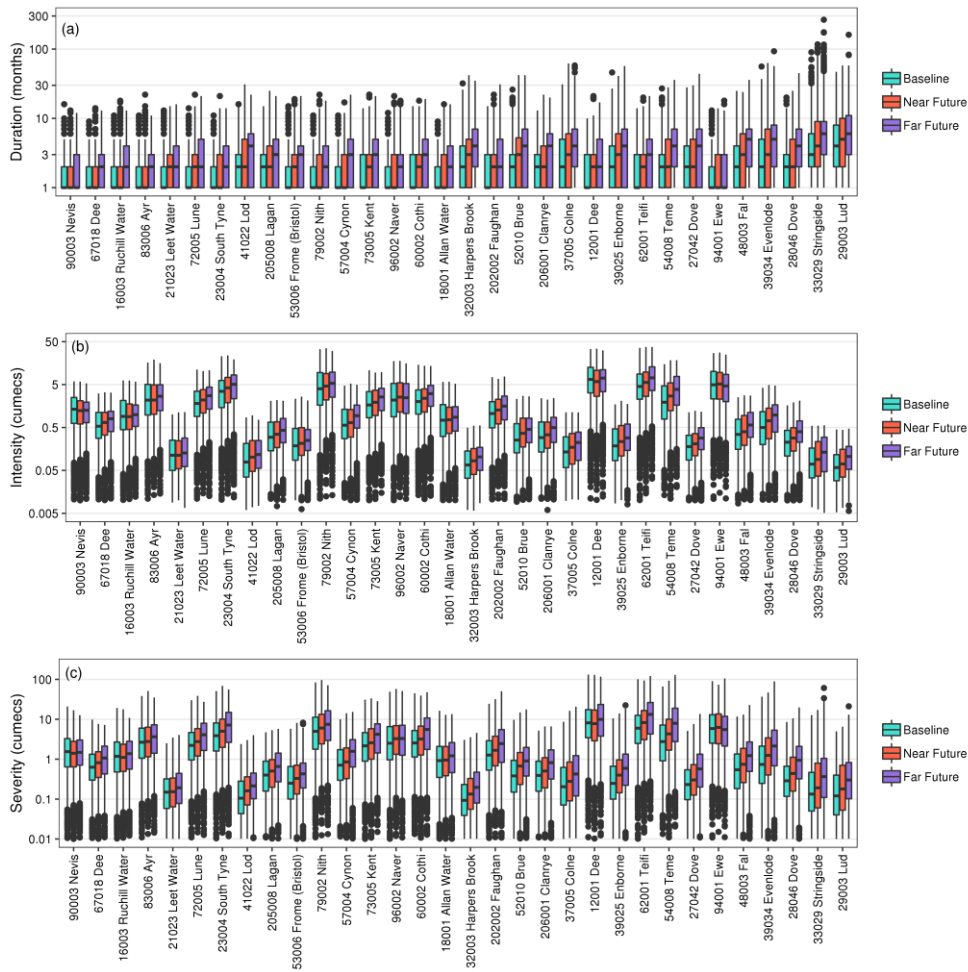 (a)
Duration (months)
300
100
30
10
3
1
90003 Nevis
67018 Dee
16003 Ruchill Water
83006 Ayr
21023 Leet Water
72005 Lune
23004 South Tyne
41022 Lod
205008 Lagan
53006 Frome (Bristol)
79002 Nith
57004 Cynon
73005 Kent
96002 Naver
60002 Cothi
18001 Allan Water
32003 Harpers Brook
202002 Faughan
52010 Brue
206001 Clanrye
37005 Colne
12001 Dee
39025 Enborne
62001 Teifi
54008 Teme
27042 Dove
94001 Ewe
48003 Fal
39034 Evenlode
28046 Dove
33029 Stringside
29003 Lud
Baseline
Near Future
Far Future
(b)
Intensity (cumecs)
50
5
0.5
0.05
0.005
90003 Nevis
67018 Dee
16003 Ruchill Water
83006 Ayr
21023 Leet Water
72005 Lune
23004 South Tyne
41022 Lod
205008 Lagan
53006 Frome (Bristol)
79002 Nith
57004 Cynon
73005 Kent
96002 Naver
60002 Cothi
18001 Allan Water
32003 Harpers Brook
202002 Faughan
52010 Brue
206001 Clanrye
37005 Colne
12001 Dee
39025 Enborne
62001 Teifi
54008 Teme
27042 Dove
94001 Ewe
48003 Fal
39034 Evenlode
28046 Dove
33029 Stringside
29003 Lud
Baseline
Near Future
Far Future
(c)
Severity (cumecs)
100
10
1
0.1
0.01
90003 Nevis
67018 Dee
16003 Ruchill Water
83006 Ayr
21023 Leet Water
72005 Lune
23004 South Tyne
41022 Lod
205008 Lagan
53006 Frome (Bristol)
79002 Nith
57004 Cynon
73005 Kent
96002 Naver
60002 Cothi
18001 Allan Water
32003 Harpers Brook
202002 Faughan
52010 Brue
206001 Clanrye
37005 Colne
12001 Dee
39025 Enborne
62001 Teifi
54008 Teme
27042 Dove
94001 Ewe
48003 Fal
39034 Evenlode
28046 Dove
33029 Stringside
29003 Lud
Baseline
Near Future
Far Future